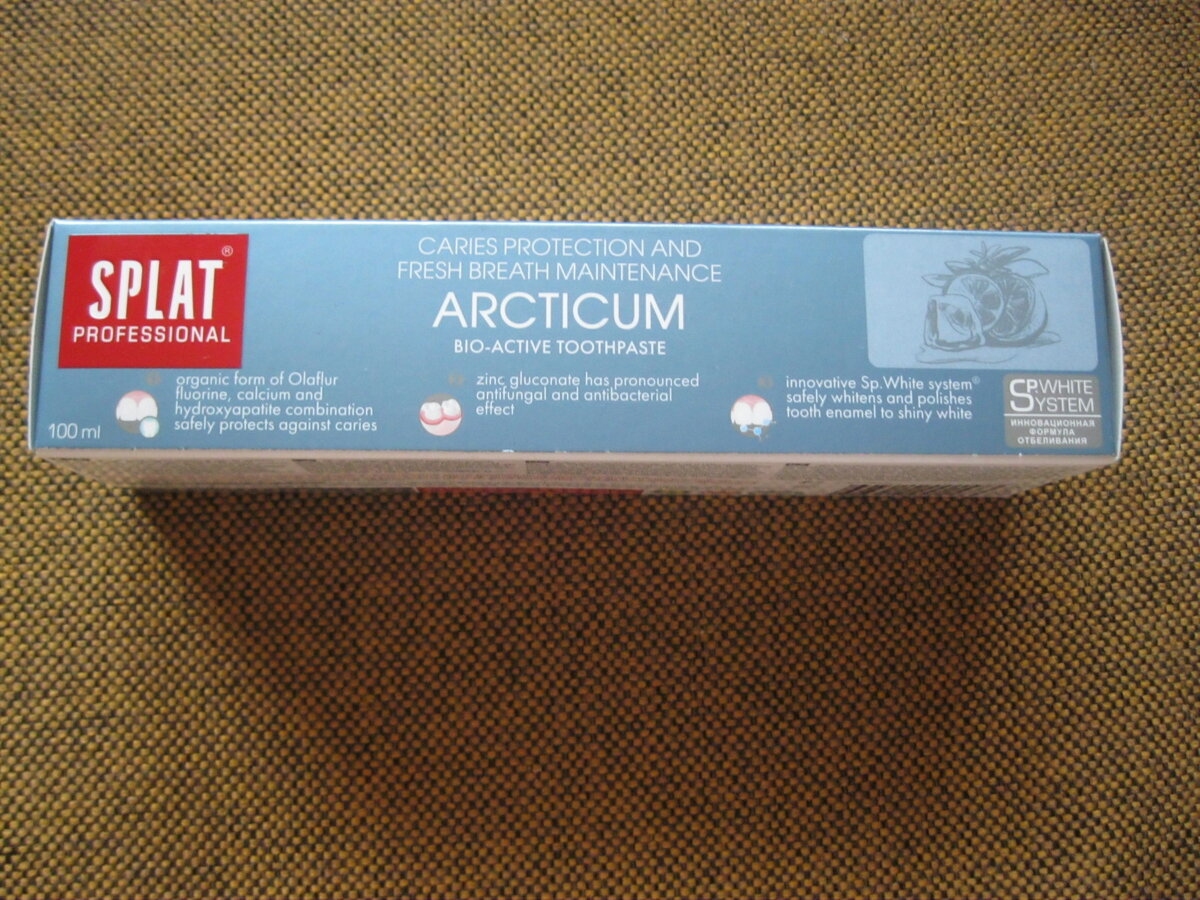 SPLAT®
PROFESSIONAL
100 ml
CARIES PROTECTION AND
FRESH BREATH MAINTENANCE
ARCTICUM
BIO-ACTIVE TOOTHPASTE
organic form of Olaflur
fluorine, calcium and
hydroxyapatite combination
safely protects against caries
zinc gluconate has pronounced
antifungal and antibacterial
effect
innovative Sp.White system®
safely whitens and polishes
tooth enamel to shiny white
SP.WHITE
SYSTEM
ИННОВАЦИОННАЯ
ФОРМУЛА
ОТБЕЛИВАНИЯ